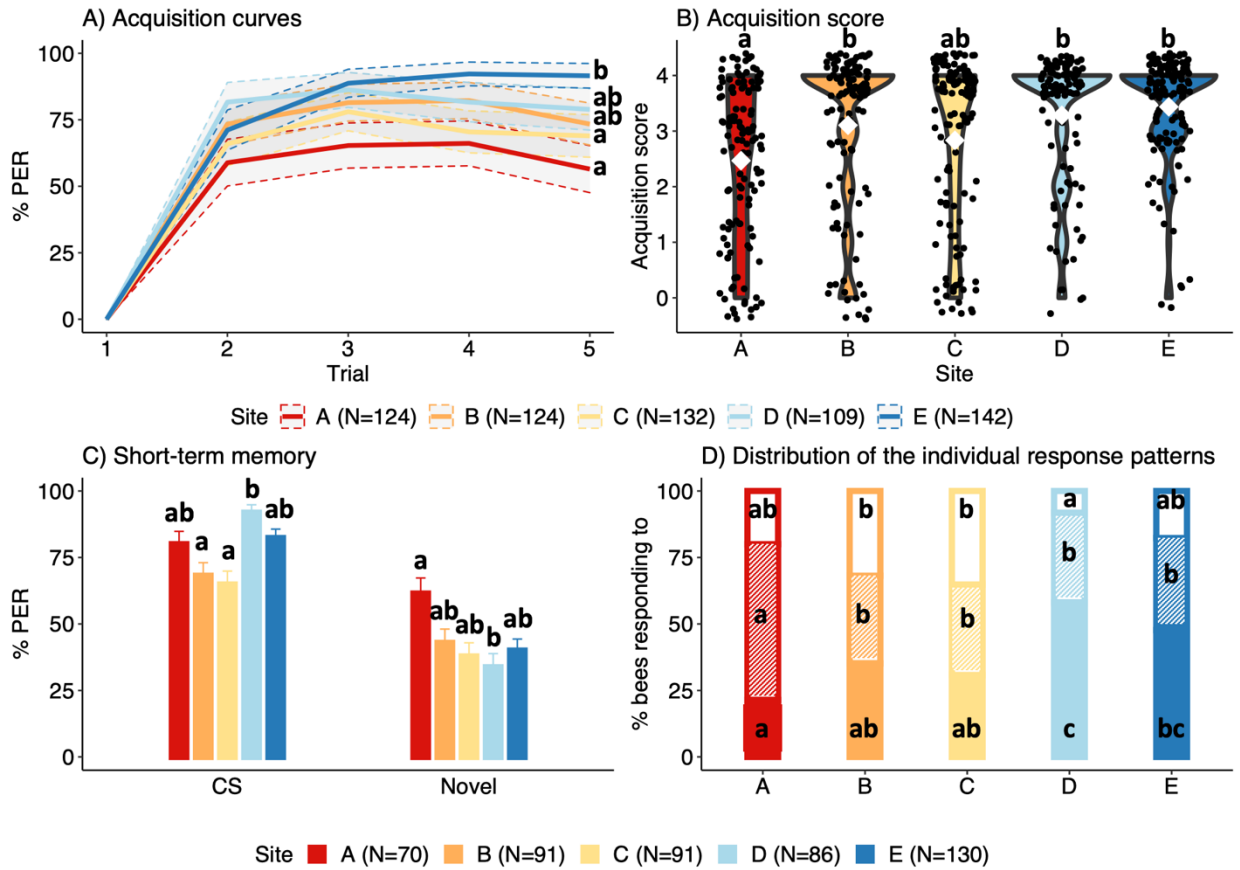 A) Acquisition curves
100
75
50
25
0
% PER
b
ab
ab
a
a
1 2 3 4 5
Trial
B) Acquisition score
a b ab b b
4
3
2
1
0
Acquisition score
A B C D E
Site
Site A (N=124) B (N=124) C (N=132) D (N=109) E (N=142)
C) Short-term memory
100
75
50
25
0
% PER
ab a a b ab
a ab ab b ab
CS Novel
D) Distribution of the individual response patterns
100
75
50
25
0
% bees responding to
ab b b a ab
a b b b b
a ab ab c bc
A B C D E
Site A (N=70) B (N=91) C (N=91) D (N=86) E (N=130)